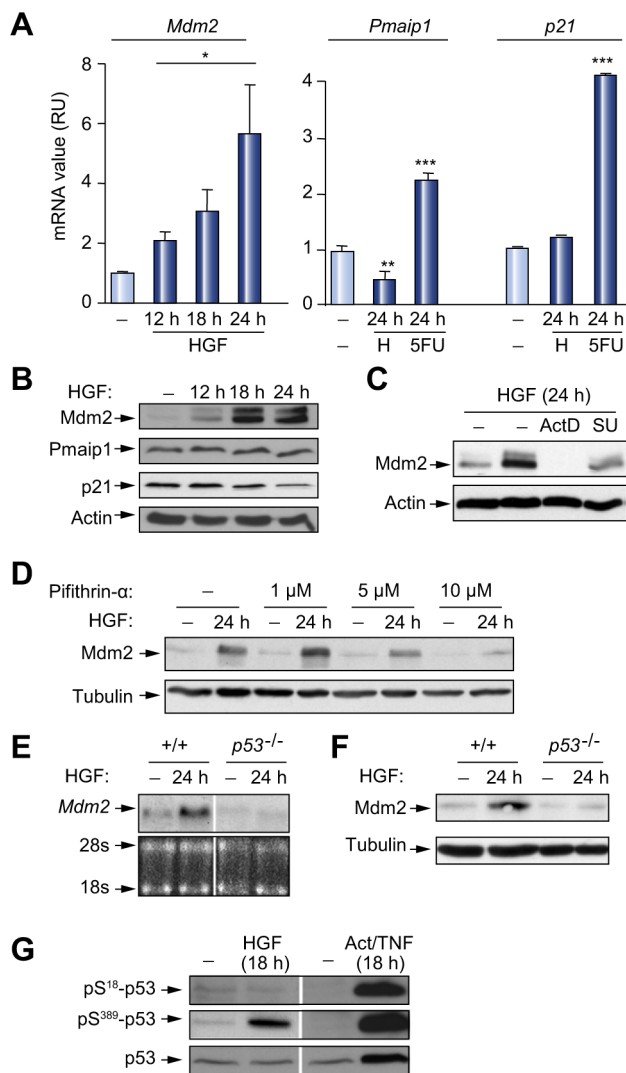 A
Mdm2 Pmaip1 p21
mRNA value (RU)
8
6
4
2
0
*
– 12 h 18 h 24 h
HGF
4
3
2
1
0
** ***
24 h 24 h
– H 5FU
***
24 h 24 h
– H 5FU
B
HGF: – 12 h 18 h 24 h
Mdm2
Pmaip1
p21
Actin
C
HGF (24 h)
– – ActD SU
Mdm2
Actin
D
Pifithrin-α: – 1 µM 5 µM 10 µM
HGF: – 24 h – 24 h – 24 h – 24 h
Mdm2
Tubulin
E
+/+ p53-/-
HGF: – 24 h – 24 h
Mdm2
28s
18s
F
+/+ p53-/-
HGF: – 24 h – 24 h
Mdm2
Tubulin
G
– HGF (18 h) – Act/TNF (18 h)
pS18-p53
pS389-p53
p53